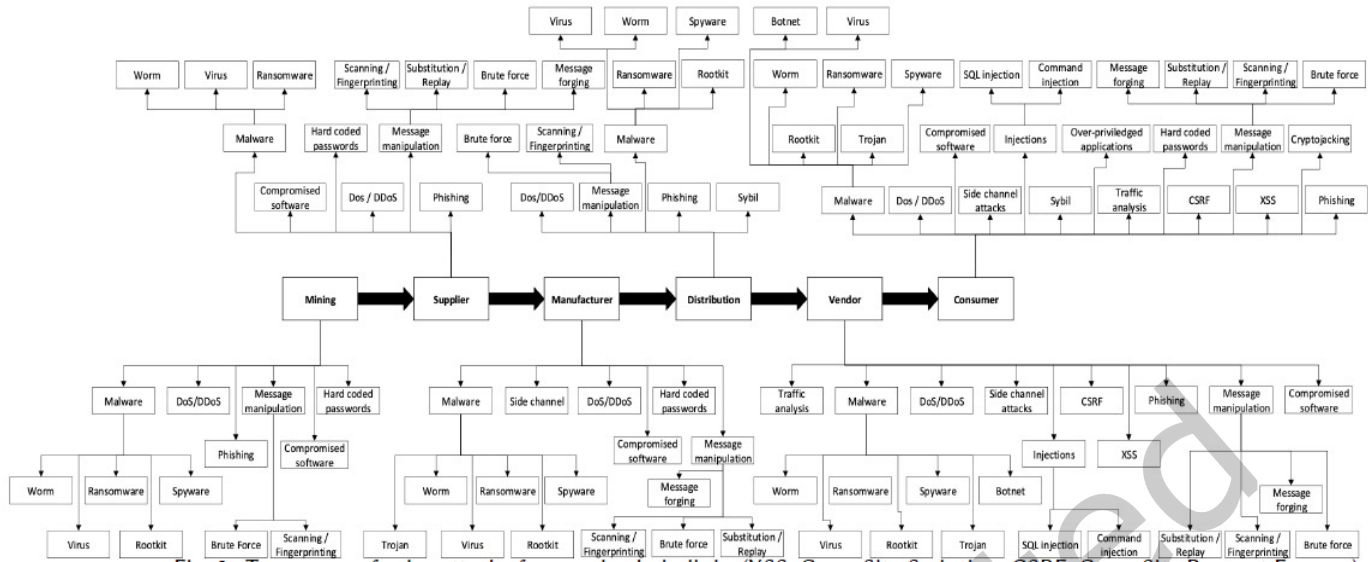 Virus
Worm
Spyware
Botnet
Virus
Worm
Virus
Ransomware
Scanning /
Fingerprinting
Substitution /
Replay
Brute force
Message
forging
Ransomware
Rootkit
Worm
Ransomware
Spyware
SQL injection
Command
injection
Message
forging
Substitution /
Replay
Scanning /
Fingerprinting
Brute force
Malware
Hard coded
passwords
Message
manipulation
Brute force
Scanning /
Fingerprinting
Malware
Rootkit
Trojan
Compromised
software
Injections
Over-priviledged
applications
Hard coded
passwords
Message
manipulation
Cryptojacking
Compromised
software
Dos / DDoS
Phishing
Dos/DDoS
Message
manipulation
Phishing
Sybil
Malware
Dos / DDoS
Side channel
attacks
Sybil
Traffic
analysis
CSRF
XSS
Phishing
Mining
Supplier
Manufacturer
Distribution
Vendor
Consumer
Malware
DoS/DDoS
Message
manipulation
Hard coded
passwords
Malware
Side channel
DoS/DDoS
Hard coded
passwords
Traffic
analysis
Malware
DoS/DDoS
Side channel
attacks
CSRF
Phishing
Message
manipulation
Compromised
software
Phishing
Compromised
software
Compromised
software
Message
manipulation
Injections
XSS
Worm
Ransomware
Spyware
Worm
Ransomware
Spyware
Message
forging
Worm
Ransomware
Spyware
Botnet
Message
forging
Virus
Rootkit
Brute Force
Scanning /
Fingerprinting
Trojan
Virus
Rootkit
Scanning /
Fingerprinting
Brute force
Substitution /
Replay
Virus
Rootkit
Trojan
SQL injection
Command
injection
Substitution /
Replay
Scanning /
Fingerprinting
Brute force